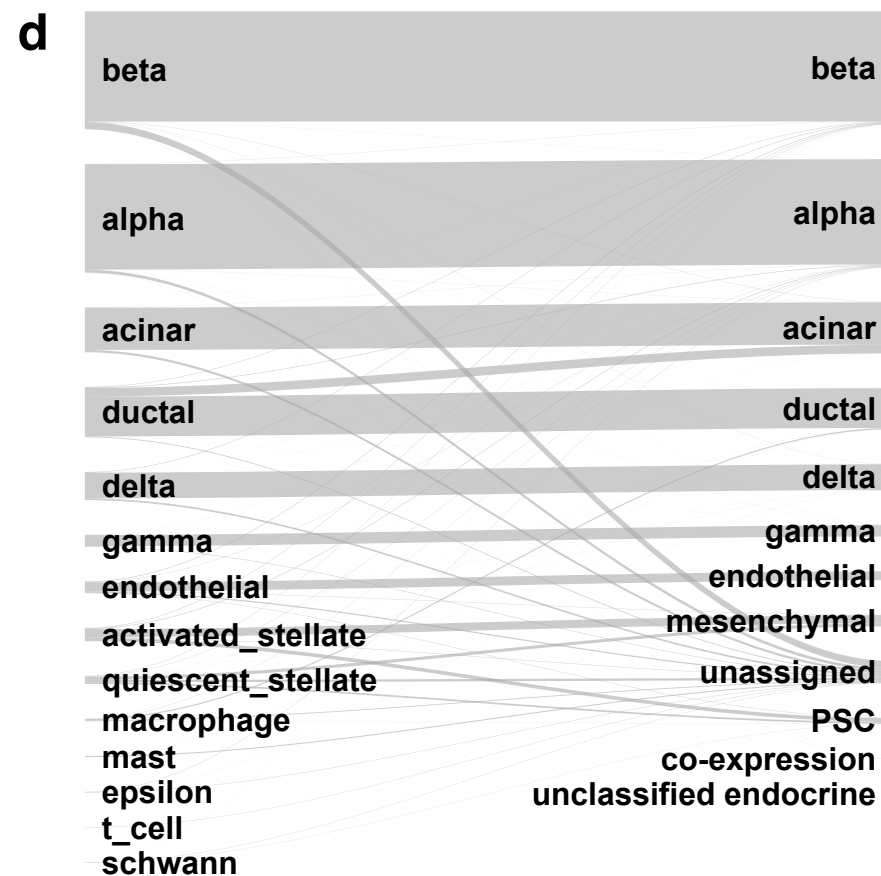 d
beta
beta
alpha
alpha
acinar
acinar
ductal
ductal
delta
delta
gamma
gamma
endothelial
endothelial
activated_stellate
mesenchymal
quiescent_stellate
unassigned
macrophage
PSC
mast
co-expression
epsilon
unclassified endocrine
t_cell
schwann